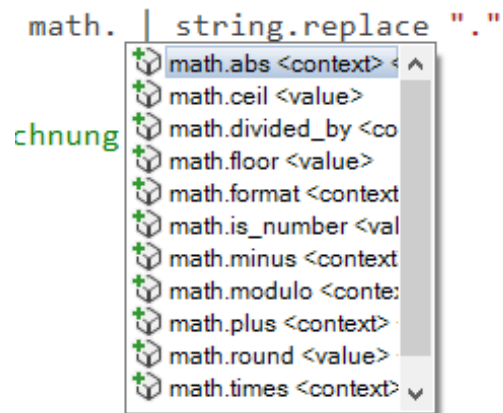 math. | string.replace "."
math.abs <context> <
math.ceil <value>
chnung
math.divided_by <co
math.floor <value>
math.format <context
math.is_number <val
math.minus <context
math.modulo <contex
math.plus <context>
math.round <value>
math.times <context>